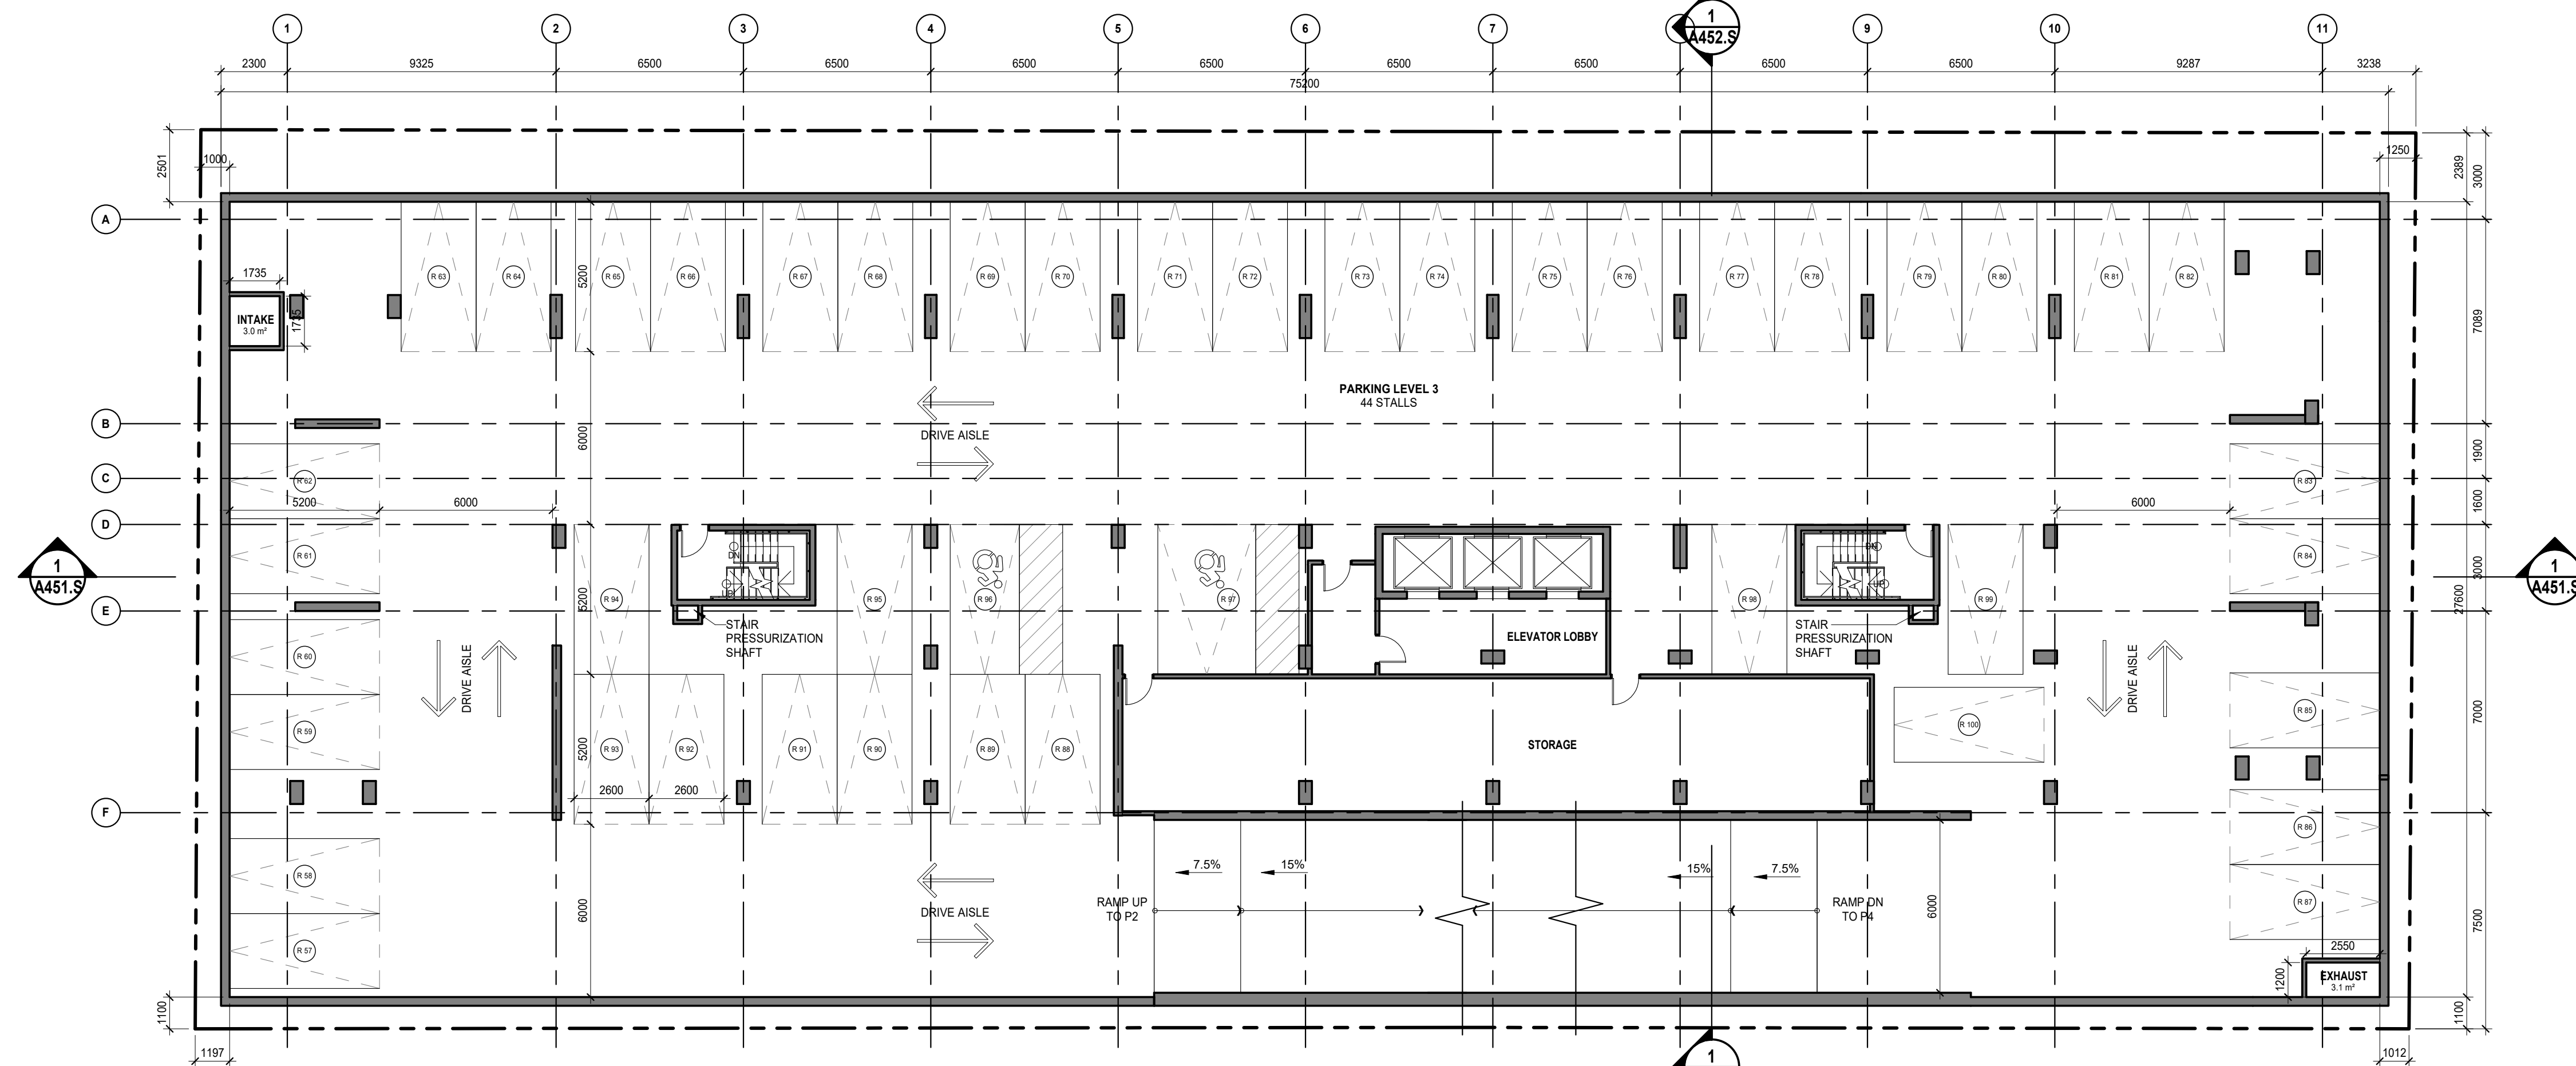 1
2
3
4
5
6
7
9
10
11
1
A452.S
2300
9325
6500
6500
6500
6500
6500
6500
6500
6500
9287
3238
75200
2501
1000
1250
2389
3000
A
R 63
R 64
R 65
R 66
R 67
R 68
R 69
R 70
R 71
R 72
R 73
R 74
R 75
R 76
R 77
R 78
R 79
R 80
R 81
R 82
1735
5200
INTAKE
3.0 m²
1735
7089
PARKING LEVEL 3
44 STALLS
B
DRIVE AISLE
6000
1900
C
R 62
R 83
5200
6000
6000
1600
D
R 61
R 84
DN
UP
DN
UP
3000
1
A451.S
1
A451.S
5200
R 94
R 95
R 96
R 97
R 98
R 99
27600
E
STAIR
PRESSURIZATION
SHAFT
ELEVATOR LOBBY
STAIR
PRESSURIZATION
SHAFT
R 60
DRIVE AISLE
DRIVE AISLE
7000
R 59
R 93
R 92
R 91
R 90
R 89
R 88
5200
STORAGE
R 100
R 85
2600
2600
F
R 86
7.5%
15%
15%
7.5%
R 58
DRIVE AISLE
6000
RAMP UP
TO P2
RAMP DN
TO P4
6000
R 87
7500
R 57
2550
EXHAUST
3.1 m²
1200
1100
1100
1197
1012
1